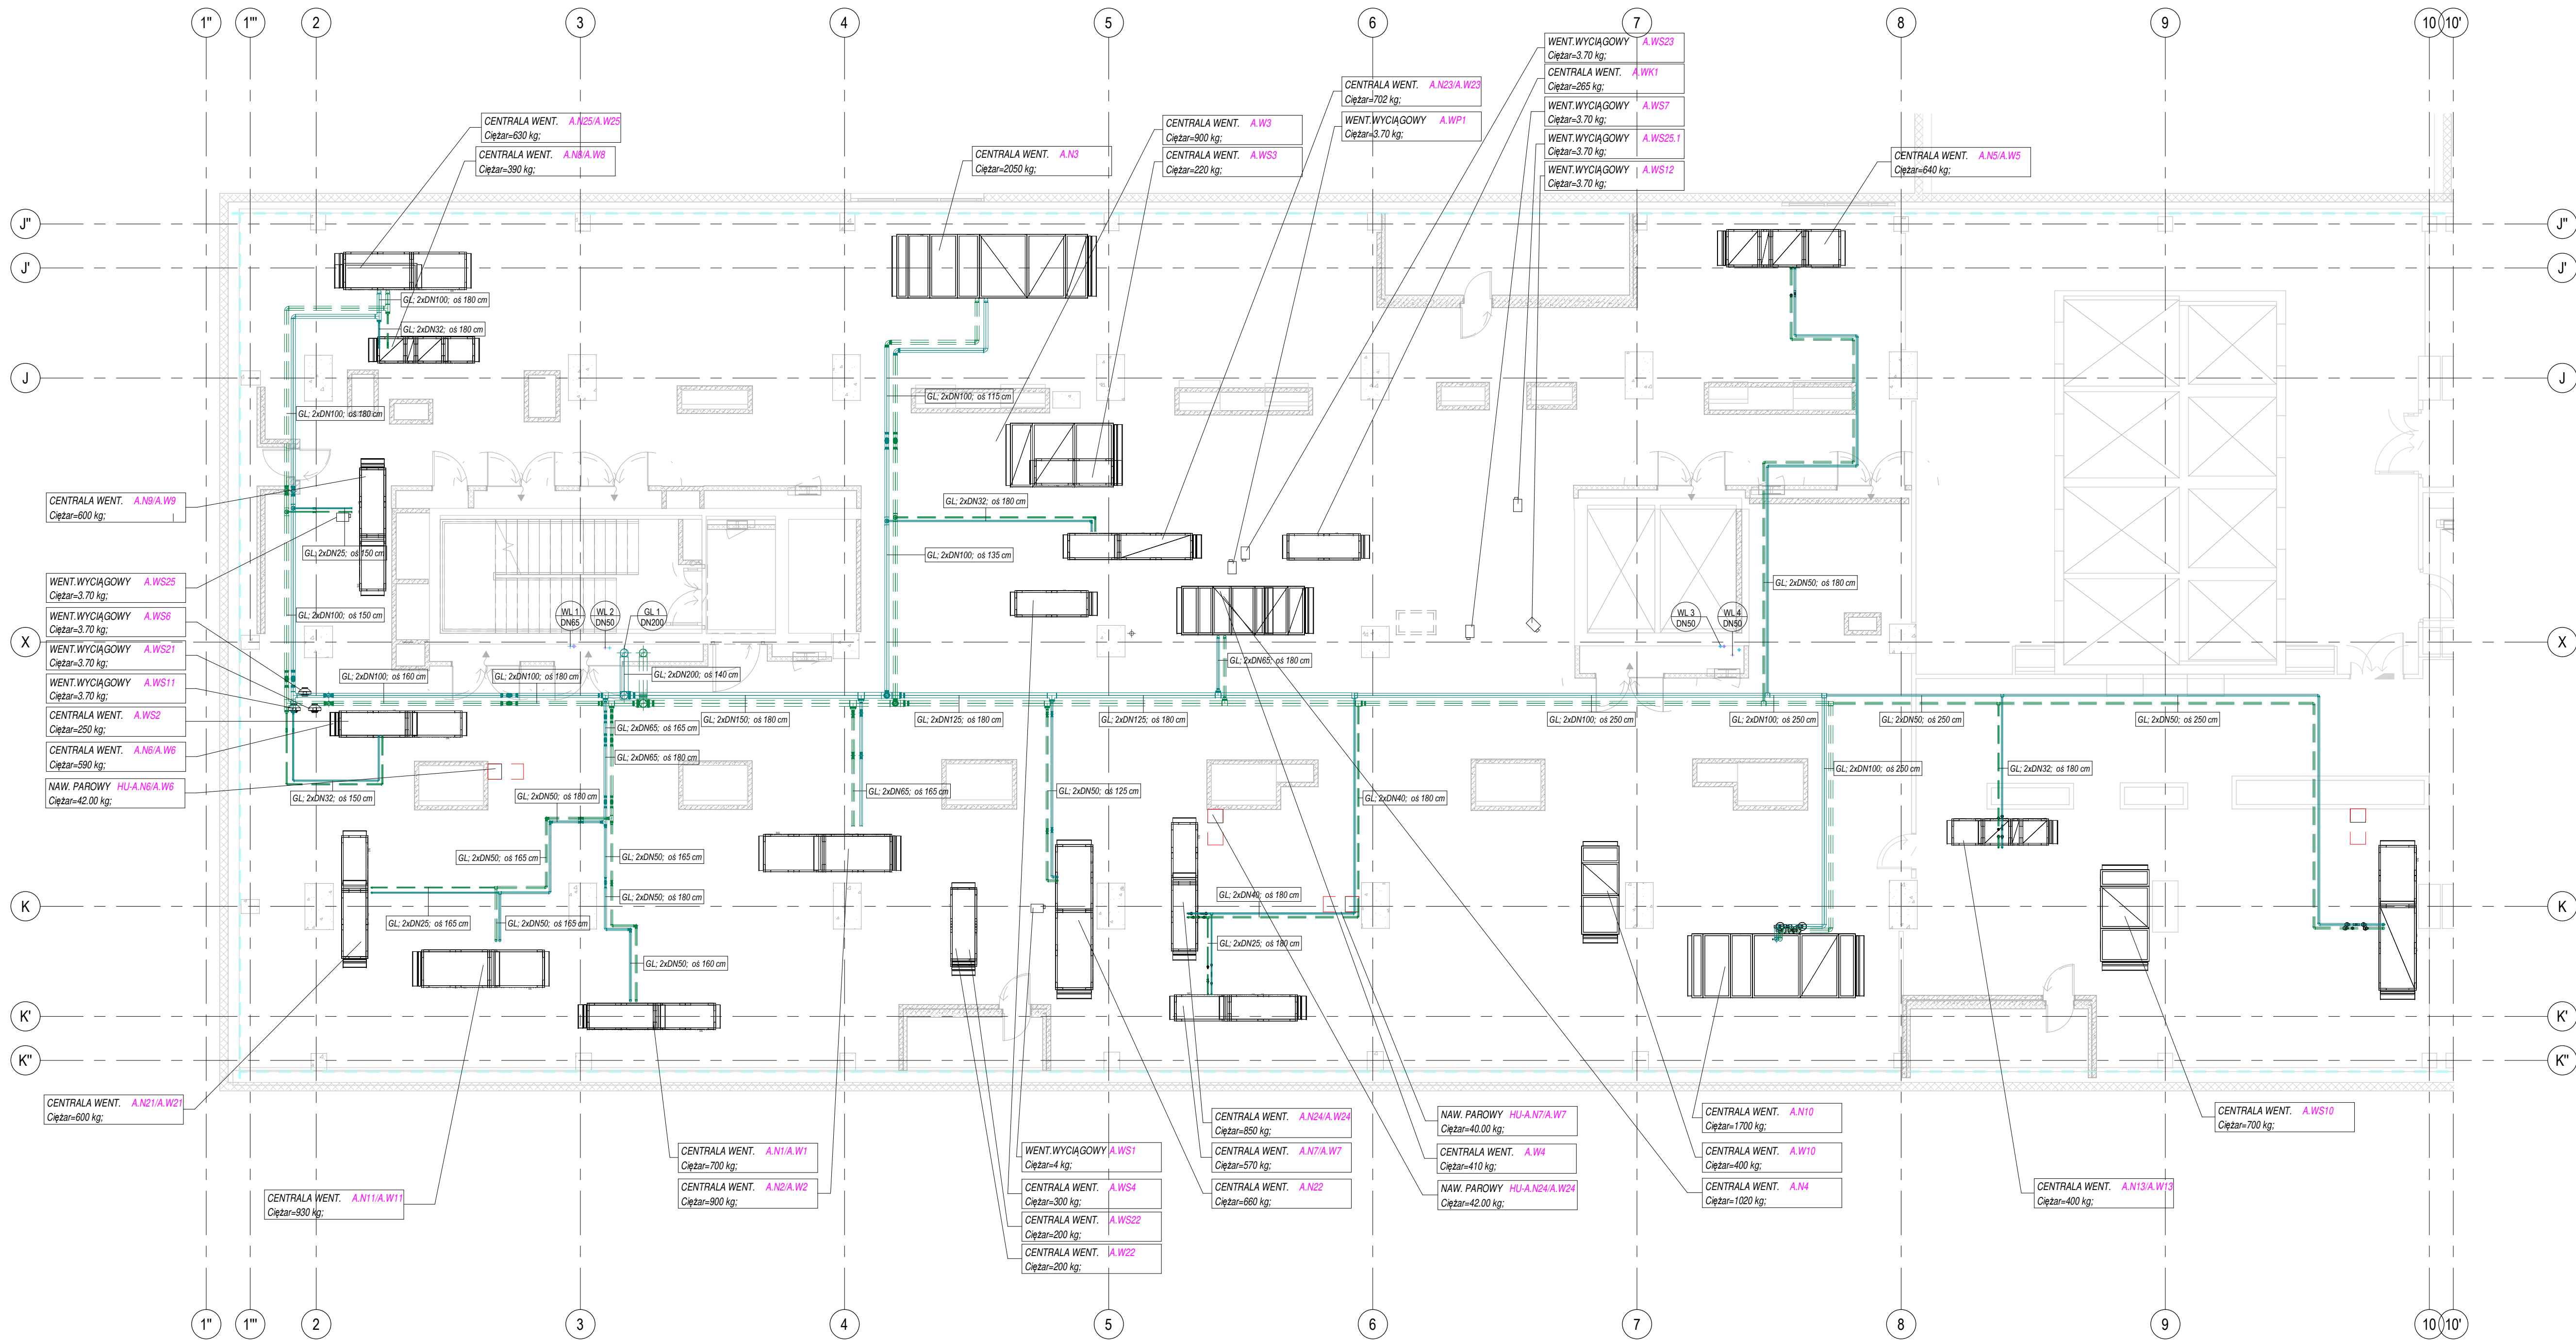 1"
1'''
2
3
4
5
6
7
8
9
10
10'
WENT.WYCIĄGOWY A.WS23
Ciężar=3.70 kg;
CENTRALA WENT. A.WK1
Ciężar=265 kg;
WENT.WYCIĄGOWY A.WS7
Ciężar=3.70 kg;
WENT.WYCIĄGOWY A.WS25.1
Ciężar=3.70 kg;
WENT.WYCIĄGOWY A.WS12
Ciężar=3.70 kg;
CENTRALA WENT. A.N23/A.W23
Ciężar=702 kg;
WENT.WYCIĄGOWY A.WP1
Ciężar=3.70 kg;
CENTRALA WENT. A.N25/A.W25
Ciężar=630 kg;
CENTRALA WENT. A.N8/A.W8
Ciężar=390 kg;
CENTRALA WENT. A.N3
Ciężar=2050 kg;
CENTRALA WENT. A.W3
Ciężar=900 kg;
CENTRALA WENT. A.WS3
Ciężar=220 kg;
CENTRALA WENT. A.N5/A.W5
Ciężar=640 kg;
J"
J"
J'
J'
GL; 2xDN100; oś 180 cm
GL; 2xDN32; oś 180 cm
J
J
GL; 2xDN100; oś 180 cm
GL; 2xDN100; oś 115 cm
CENTRALA WENT. A.N9/A.W9
Ciężar=600 kg;
GL; 2xDN32; oś 180 cm
GL; 2xDN25; oś 150 cm
GL; 2xDN100; oś 135 cm
WENT.WYCIĄGOWY A.WS25
Ciężar=3.70 kg;
GL; 2xDN50; oś 180 cm
WENT.WYCIĄGOWY A.WS6
Ciężar=3.70 kg;
GL; 2xDN100; oś 150 cm
WL 1
DN65
WL 2
DN50
GL 1
DN200
WL 3
DN50
WL 4
DN50
X
X
WENT.WYCIĄGOWY A.WS21
Ciężar=3.70 kg;
WENT.WYCIĄGOWY A.WS11
Ciężar=3.70 kg;
GL; 2xDN100; oś 160 cm
GL; 2xDN100; oś 180 cm
GL; 2xDN200; oś 140 cm
GL; 2xDN65; oś 180 cm
CENTRALA WENT. A.WS2
Ciężar=250 kg;
GL; 2xDN65; oś 165 cm
GL; 2xDN150; oś 180 cm
GL; 2xDN125; oś 180 cm
GL; 2xDN125; oś 180 cm
GL; 2xDN100; oś 250 cm
GL; 2xDN100; oś 250 cm
GL; 2xDN50; oś 250 cm
GL; 2xDN50; oś 250 cm
CENTRALA WENT. A.N6/A.W6
Ciężar=590 kg;
GL; 2xDN65; oś 180 cm
GL; 2xDN100; oś 250 cm
GL; 2xDN32; oś 180 cm
NAW. PAROWY HU-A.N6/A.W6
Ciężar=42.00 kg;
GL; 2xDN32; oś 150 cm
GL; 2xDN50; oś 180 cm
GL; 2xDN65; oś 165 cm
GL; 2xDN50; oś 125 cm
GL; 2xDN40; oś 180 cm
GL; 2xDN50; oś 165 cm
GL; 2xDN50; oś 165 cm
GL; 2xDN50; oś 180 cm
GL; 2xDN40; oś 180 cm
K
K
GL; 2xDN25; oś 165 cm
GL; 2xDN50; oś 165 cm
GL; 2xDN25; oś 180 cm
GL; 2xDN50; oś 160 cm
K'
K'
K"
K"
CENTRALA WENT. A.N21/A.W21
Ciężar=600 kg;
CENTRALA WENT. A.N11/A.W11
Ciężar=930 kg;
CENTRALA WENT. A.N1/A.W1
Ciężar=700 kg;
CENTRALA WENT. A.N2/A.W2
Ciężar=900 kg;
WENT.WYCIĄGOWY A.WS1
Ciężar=4 kg;
CENTRALA WENT. A.WS4
Ciężar=300 kg;
CENTRALA WENT. A.WS22
Ciężar=200 kg;
CENTRALA WENT. A.W22
Ciężar=200 kg;
CENTRALA WENT. A.N24/A.W24
Ciężar=850 kg;
CENTRALA WENT. A.N7/A.W7
Ciężar=570 kg;
CENTRALA WENT. A.N22
Ciężar=660 kg;
NAW. PAROWY HU-A.N7/A.W7
Ciężar=40.00 kg;
CENTRALA WENT. A.W4
Ciężar=410 kg;
NAW. PAROWY HU-A.N24/A.W24
Ciężar=42.00 kg;
CENTRALA WENT. A.N10
Ciężar=1700 kg;
CENTRALA WENT. A.W10
Ciężar=400 kg;
CENTRALA WENT. A.N4
Ciężar=1020 kg;
CENTRALA WENT. A.N13/A.W13
Ciężar=400 kg;
CENTRALA WENT. A.WS10
Ciężar=700 kg;
1"
1'''
2
3
4
5
6
7
8
9
10
10'